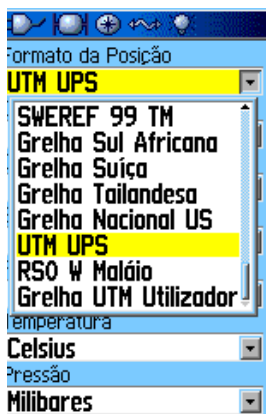 Formato da Posição
UTM UPS
SWEREF 99 TM
Grelha Sul Africana
Grelha Suíça
Grelha Tailandesa
Grelha Nacional US
UTM UPS
RSO W Maláio
Grelha UTM Utilizador
Temperatura
Celsius
Pressão
Milibares